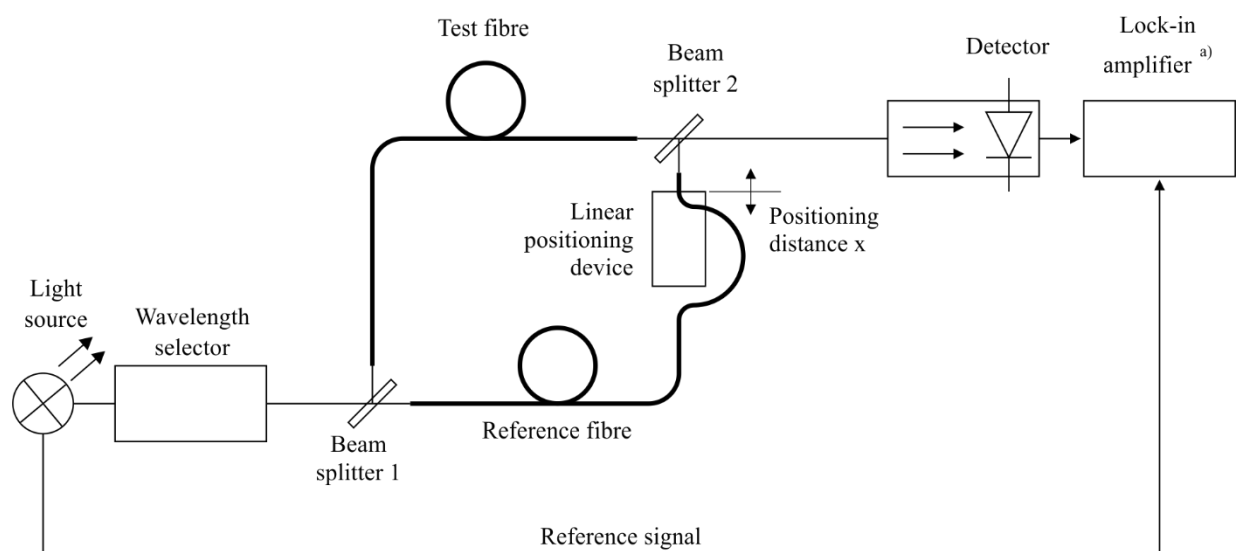 Test fibre
Beam
splitter 2
Detector
Lock-in
amplifier a)
Linear
positioning
device
Positioning
distance x
Light
source
Wavelength
selector
Beam
splitter 1
Reference fibre
Reference signal